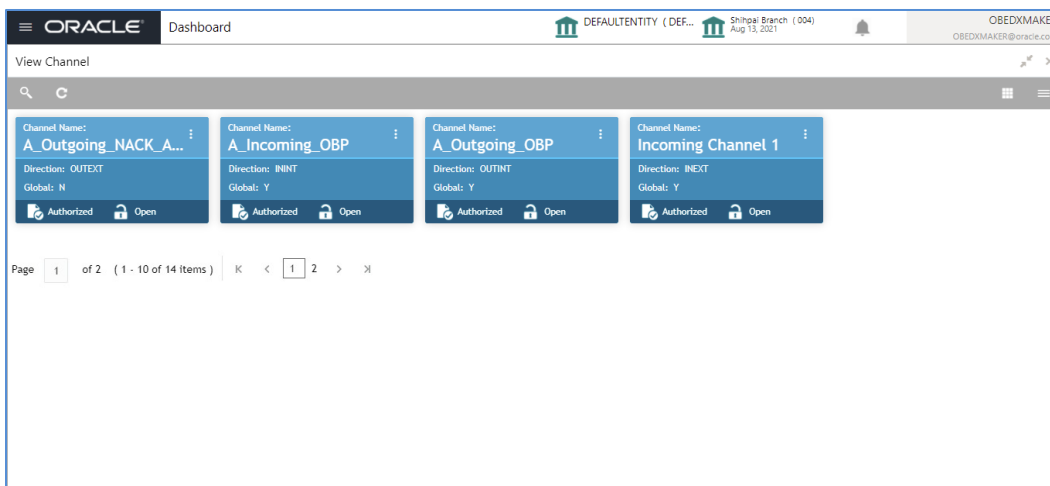 ORACLE
Dashboard
DEFAULTENTITY (DEF...
Shihpai Branch (004)
Aug 13, 2021
OBEDXMAKE
OBEDXMAKER@oracle.co
View Channel
Channel Name:
A_Outgoing_NACK_A...
Direction: OUTEXT
Global: N
Authorized
Open
Channel Name:
A_Incoming_OBP
Direction: ININT
Global: Y
Authorized
Open
Channel Name:
A_Outgoing_OBP
Direction: OUTINT
Global: Y
Authorized
Open
Channel Name:
Incoming Channel 1
Direction: INEXT
Global: Y
Authorized
Open
Page 1 of 2 (1 - 10 of 14 items) 1 2